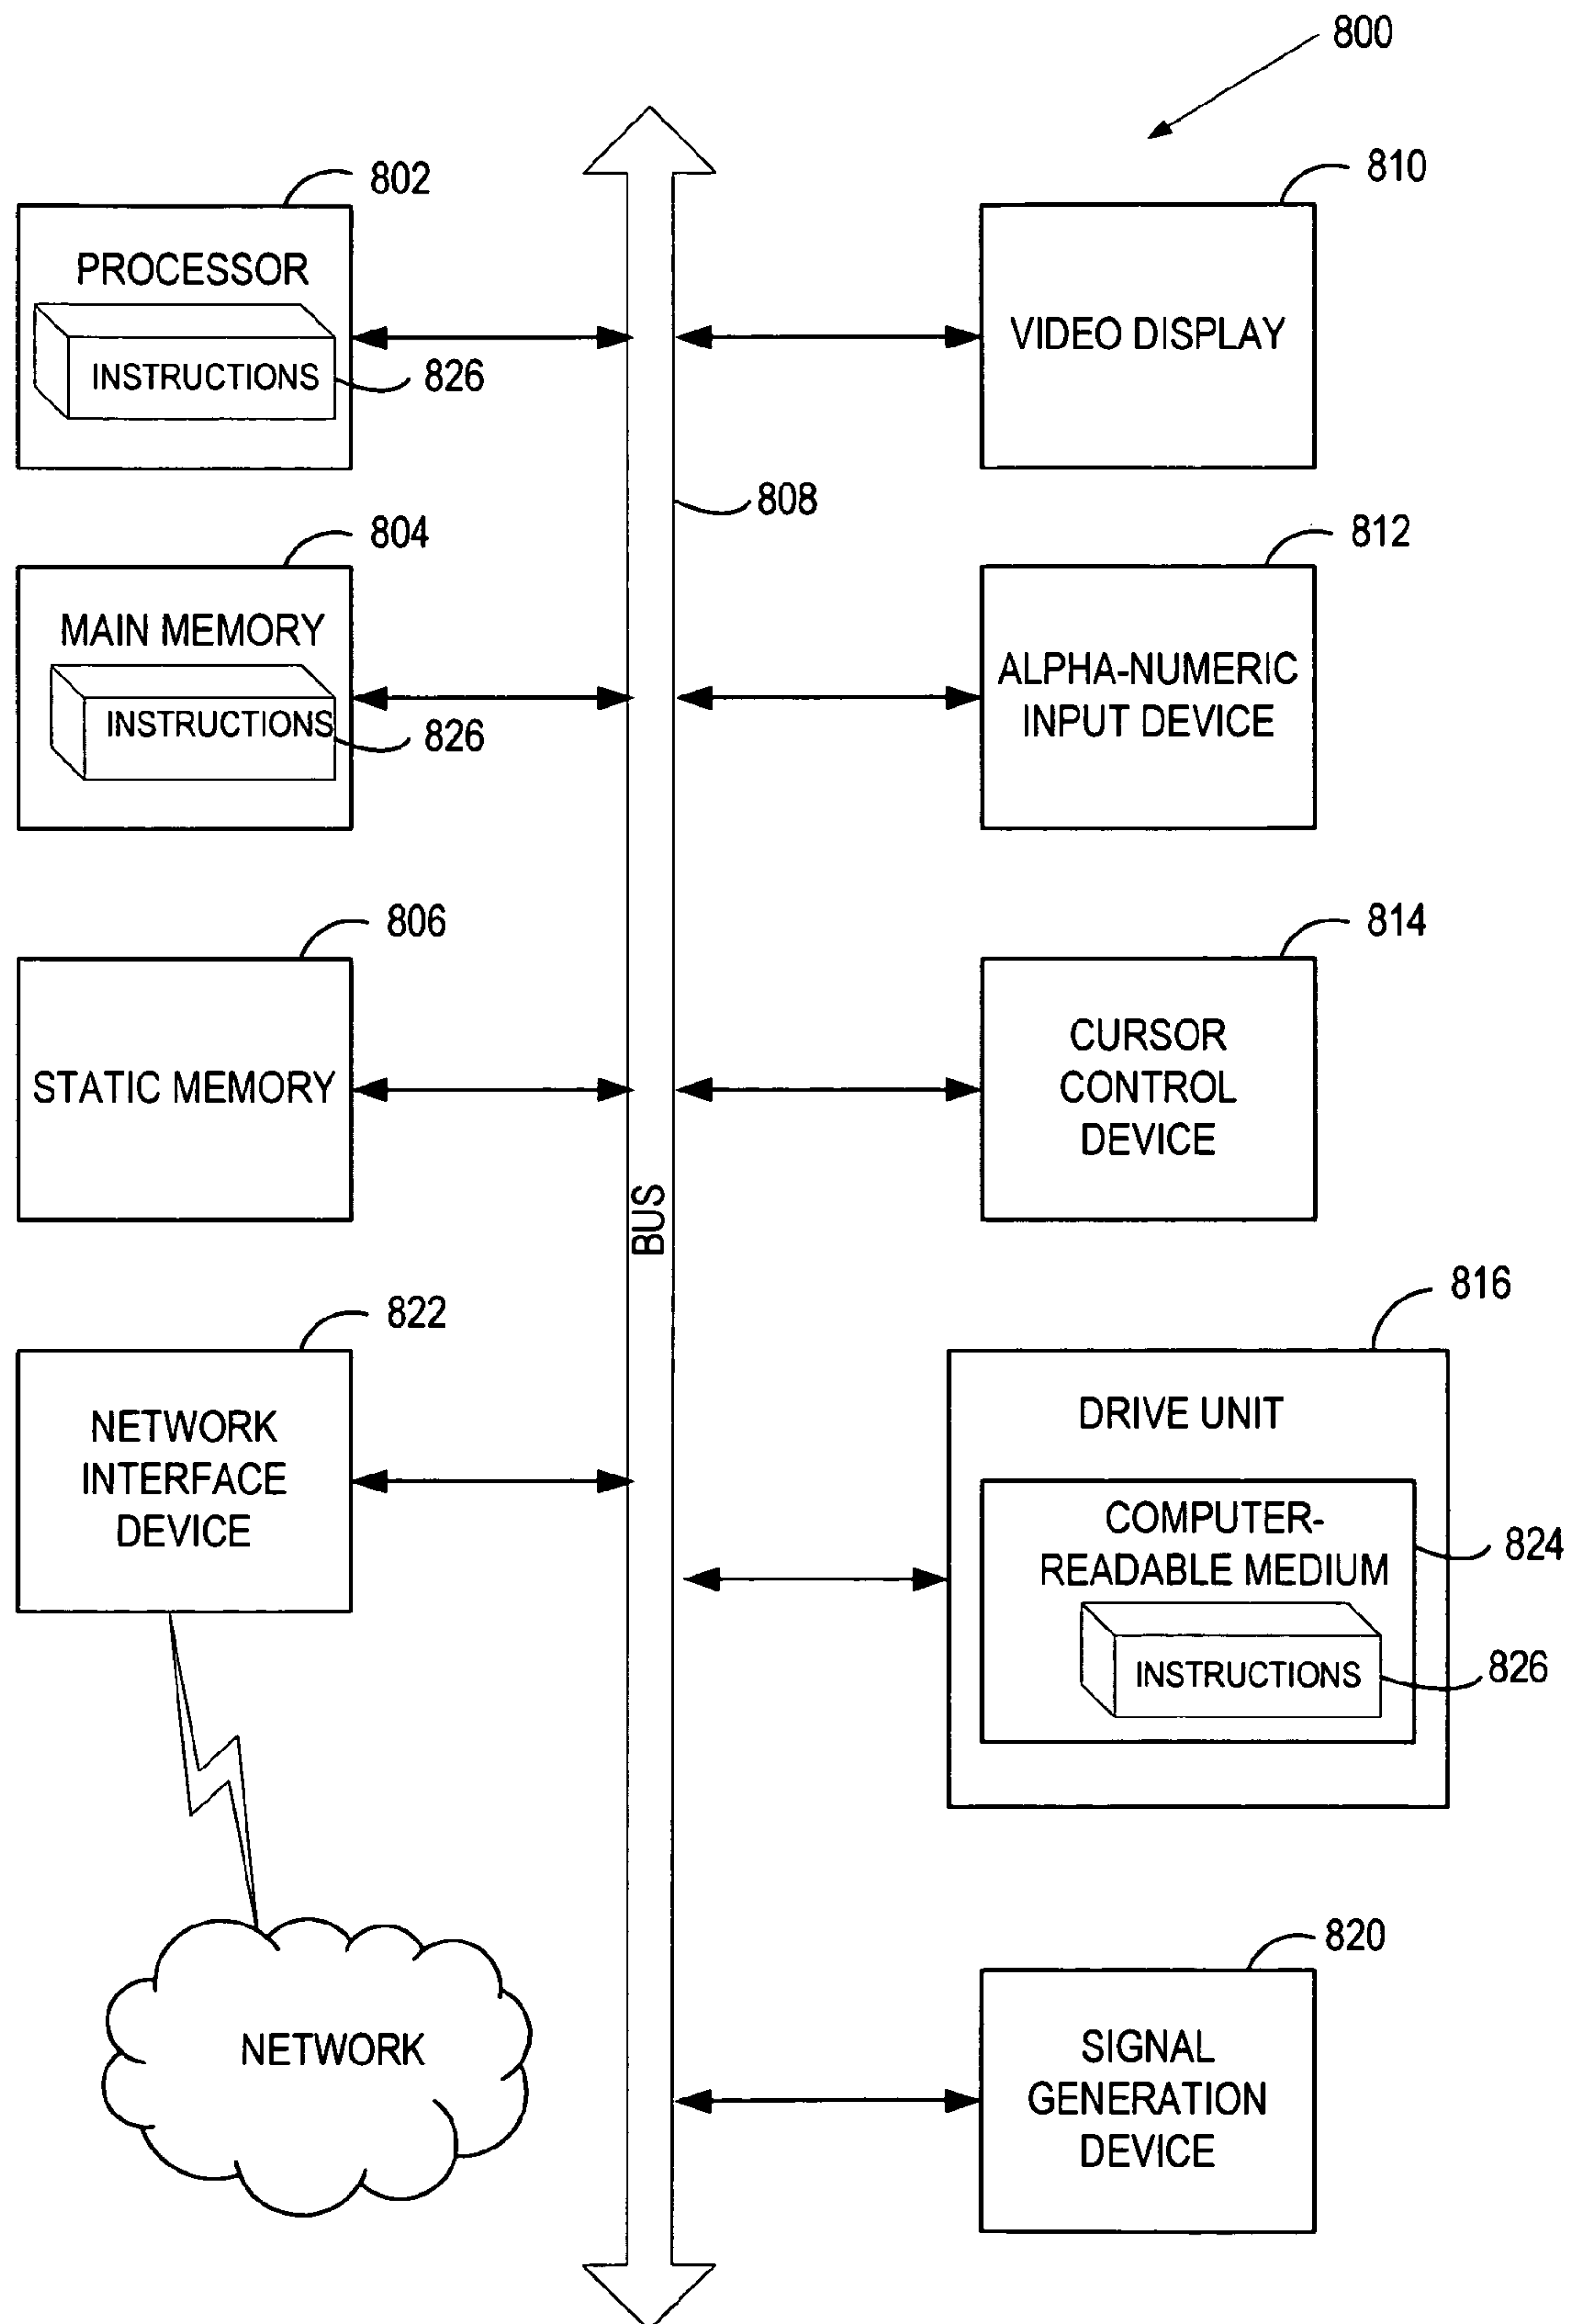 800
802
PROCESSOR
INSTRUCTIONS
826
804
MAIN MEMORY
INSTRUCTIONS
826
806
STATIC MEMORY
822
NETWORK
INTERFACE
DEVICE
NETWORK
808
BUS
810
VIDEO DISPLAY
812
ALPHA-NUMERIC
INPUT DEVICE
814
CURSOR
CONTROL
DEVICE
816
DRIVE UNIT
COMPUTER-
READABLE MEDIUM
824
INSTRUCTIONS
826
820
SIGNAL
GENERATION
DEVICE